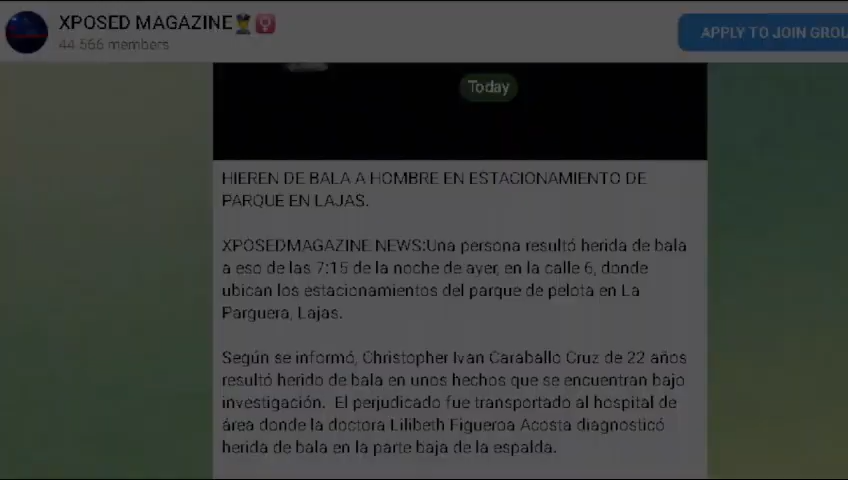 XPOSED MAGAZINE
44 566 members
APPLY TO JOIN GROU
Today
HIEREN DE BALA A HOMBRE EN ESTACIONAMIENTO DE
PARQUE EN LAJAS.
XPOSEDMAGAZINE NEWS:Una persona resultó herida de bala
a eso de las 7:15 de la noche de ayer, en la calle 6, donde
ubican los estacionamientos del parque de pelota en La
Parguera, Lajas.
Según se informó, Christopher Ivan Caraballo Cruz de 22 años
resultó herido de bala en unos hechos que se encuentran bajo
investigación. El perjudicado fue transportado al hospital de
área donde la doctora Lilibeth Figueroa Acosta diagnosticó
herida de bala en la parte baja de la espalda.